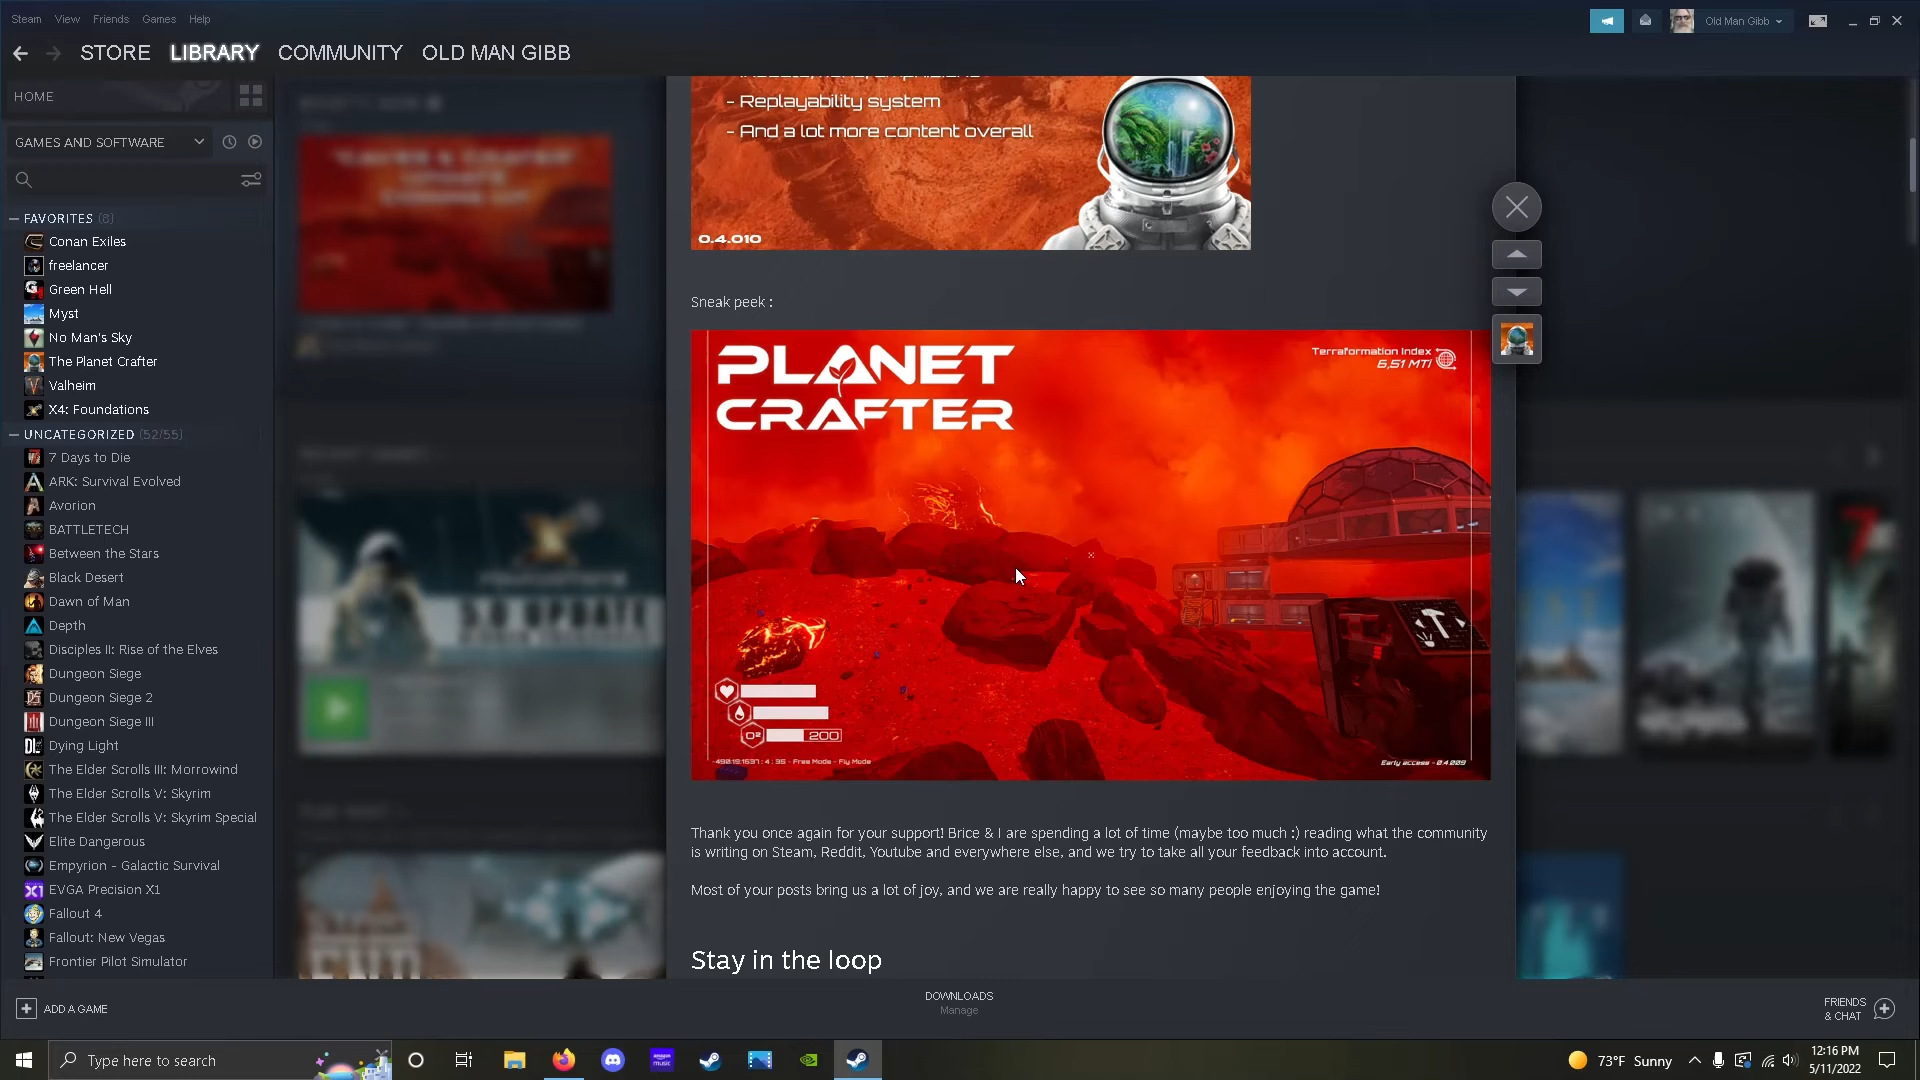 Steam View Friends Games Help
Old Man Gibb
STORE LIBRARY COMMUNITY OLD MAN GIBB
HOME
GAMES AND SOFTWARE
FAVORITES (8)
Conan Exiles
freelancer
Green Hell
Myst
No Man's Sky
The Planet Crafter
Valheim
X4: Foundations
UNCATEGORIZED (52/55)
7 Days to Die
ARK: Survival Evolved
Avorion
BATTLETECH
Between the Stars
Black Desert
Dawn of Man
Depth
Disciples II: Rise of the Elves
Dungeon Siege
Dungeon Siege 2
Dungeon Siege III
Dying Light
The Elder Scrolls III: Morrowind
The Elder Scrolls V: Skyrim
The Elder Scrolls V: Skyrim Special
Elite Dangerous
Empyrion - Galactic Survival
EVGA Precision X1
Fallout 4
Fallout: New Vegas
Frontier Pilot Simulator
- Replayability system
- And a lot more content overall
0.4.010
Sneak peek :
PLANET
CRAFTER
Terraformation Index
6,51 MTi
O² 200
Early access - 0.4.009
Thank you once again for your support! Brice & I are spending a lot of time (maybe too much :) reading what the community
is writing on Steam, Reddit, Youtube and everywhere else, and we try to take all your feedback into account.
Most of your posts bring us a lot of joy, and we are really happy to see so many people enjoying the game!
Stay in the loop
ADD A GAME
DOWNLOADS
Manage
FRIENDS
& CHAT
Type here to search
73°F Sunny
12:16 PM
5/11/2022